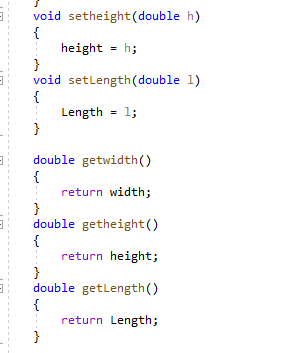 }
void setheight(double h)
{
height = h;
}
void setLength(double l)
{
Length = l;
}
double getwidth()
{
return width;
}
double getheight()
{
return height;
}
double getLength()
{
return Length;
}